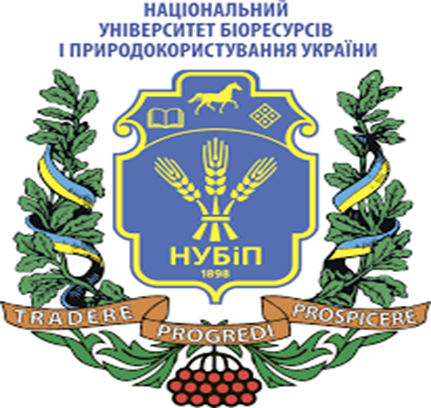 НАЦІОНАЛЬНИЙ
УНІВЕРСИТЕТ БІОРЕСУРСІВ
І ПРИРОДОКОРИСТУВАННЯ УКРАЇНИ
НУБіП
1898
TRADERE PROGREDI PROSPICERE